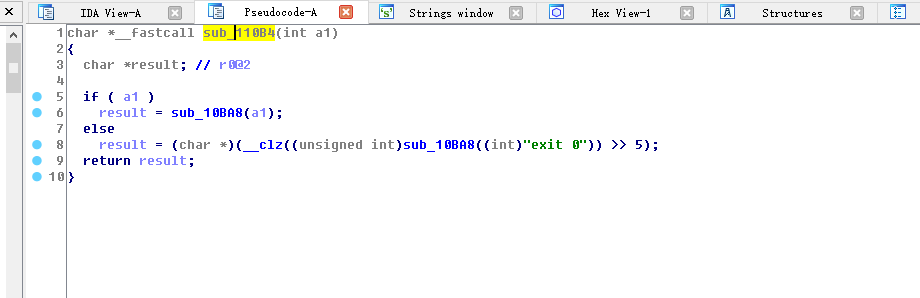 IDA View-A Pseudocode-A Strings window Hex View-1 Structures
1 char *__fastcall sub_110B4(int a1)
2 {
3 char *result; // r0@2
4
5 if ( a1 )
6 result = sub_10BA8(a1);
7 else
8 result = (char *)(__clz((unsigned int)sub_10BA8((int)"exit 0")) >> 5);
9 return result;
10 }